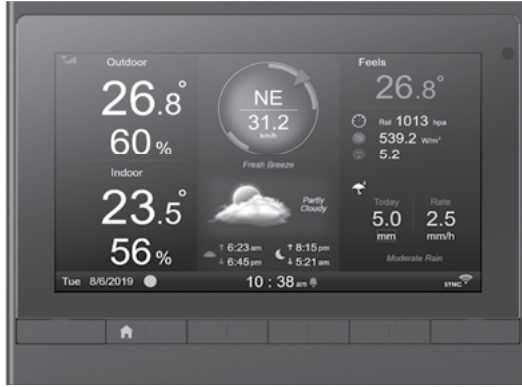 Outdoor
26.8°
60%
Indoor
23.5°
56%
NE
31.2
km/h
Fresh Breeze
Partly
Cloudy
↑ 6:23 am
↓ 6:45 pm
↑ 8:15 pm
↓ 5:21 am
Feels
26.8°
Rel 1013 hpa
539.2 W/m²
5.2
Today
5.0
mm
Rate
2.5
mm/h
Moderate Rain
Tue 8/6/2019
10 : 38 am
SYNC